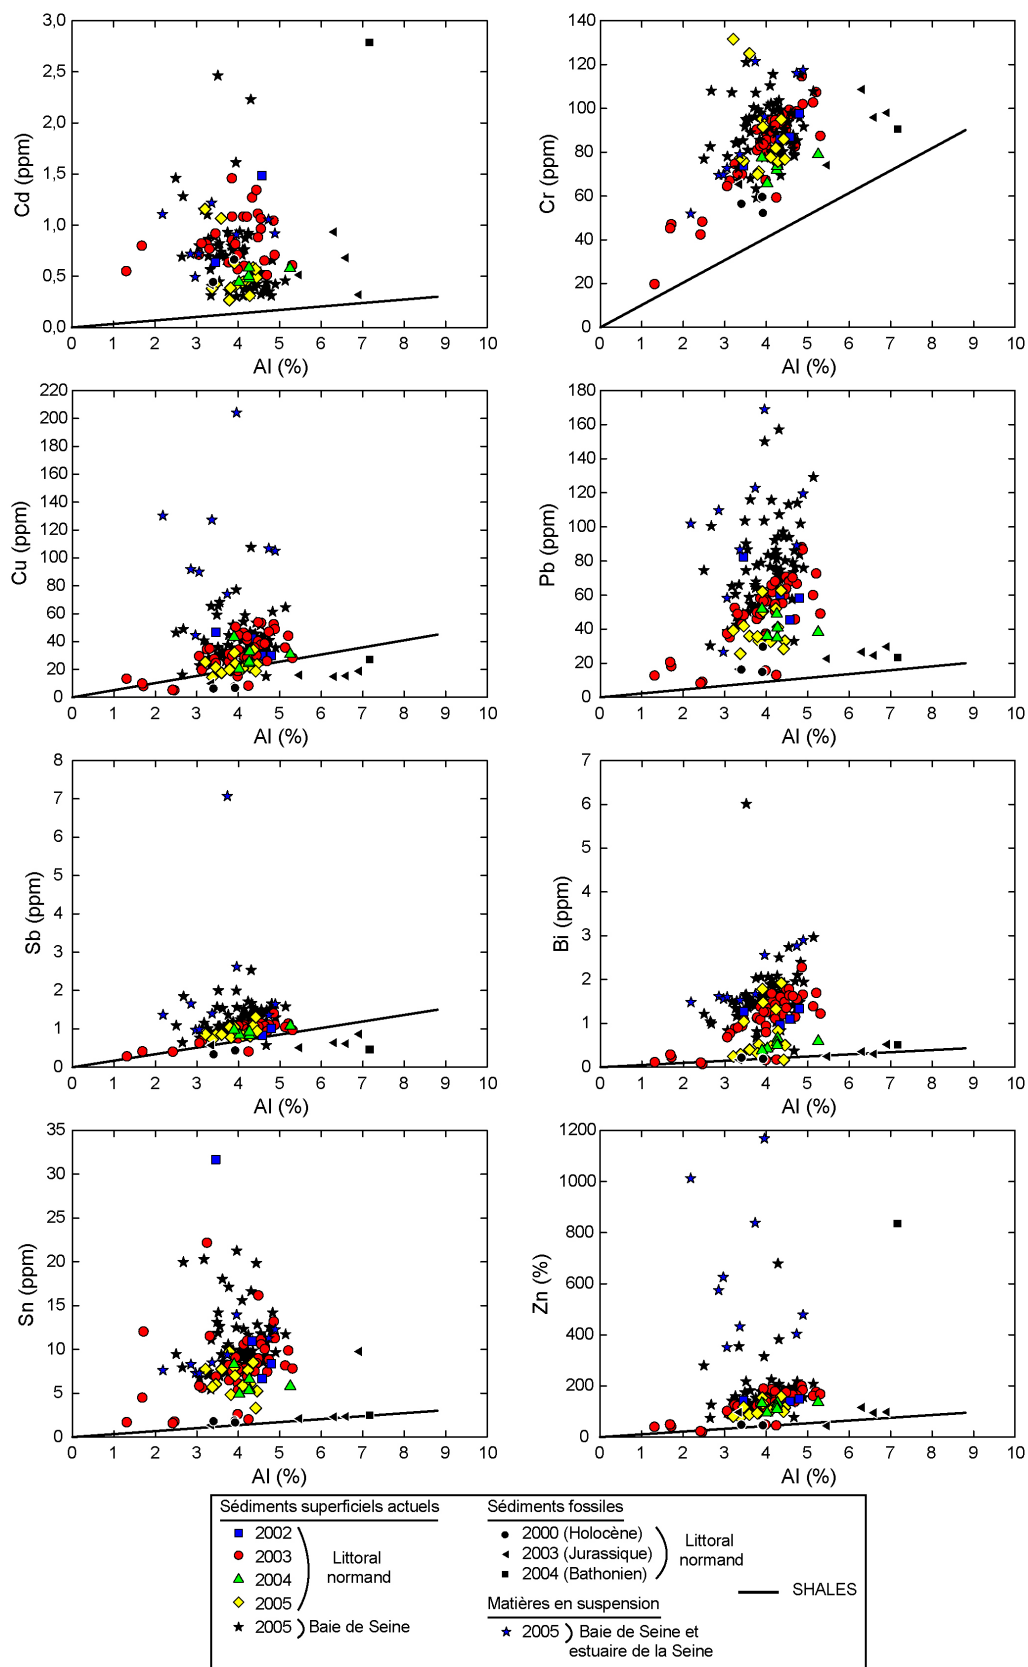 3,0
2,5
2,0
1,5
1,0
0,5
0,0
Cd (ppm)
0 1 2 3 4 5 6 7 8 9 10
Al (%)
140
120
100
80
60
40
20
0
Cr (ppm)
0 1 2 3 4 5 6 7 8 9 10
Al (%)
220
200
180
160
140
120
100
80
60
40
20
0
Cu (ppm)
0 1 2 3 4 5 6 7 8 9 10
Al (%)
180
160
140
120
100
80
60
40
20
0
Pb (ppm)
0 1 2 3 4 5 6 7 8 9 10
Al (%)
8
7
6
5
4
3
2
1
0
Sb (ppm)
0 1 2 3 4 5 6 7 8 9 10
Al (%)
7
6
5
4
3
2
1
0
Bi (ppm)
0 1 2 3 4 5 6 7 8 9 10
Al (%)
35
30
25
20
15
10
5
0
Sn (ppm)
0 1 2 3 4 5 6 7 8 9 10
Al (%)
1200
1000
800
600
400
200
0
Zn (%)
0 1 2 3 4 5 6 7 8 9 10
Al (%)
Sédiments superficiels actuels
2002
2003
2004
2005
Littoral
normand
2005 Baie de Seine
Sédiments fossiles
2000 (Holocène)
2003 (Jurassique)
2004 (Bathonien)
Littoral
normand
Matières en suspension
2005 Baie de Seine et
estuaire de la Seine
SHALES